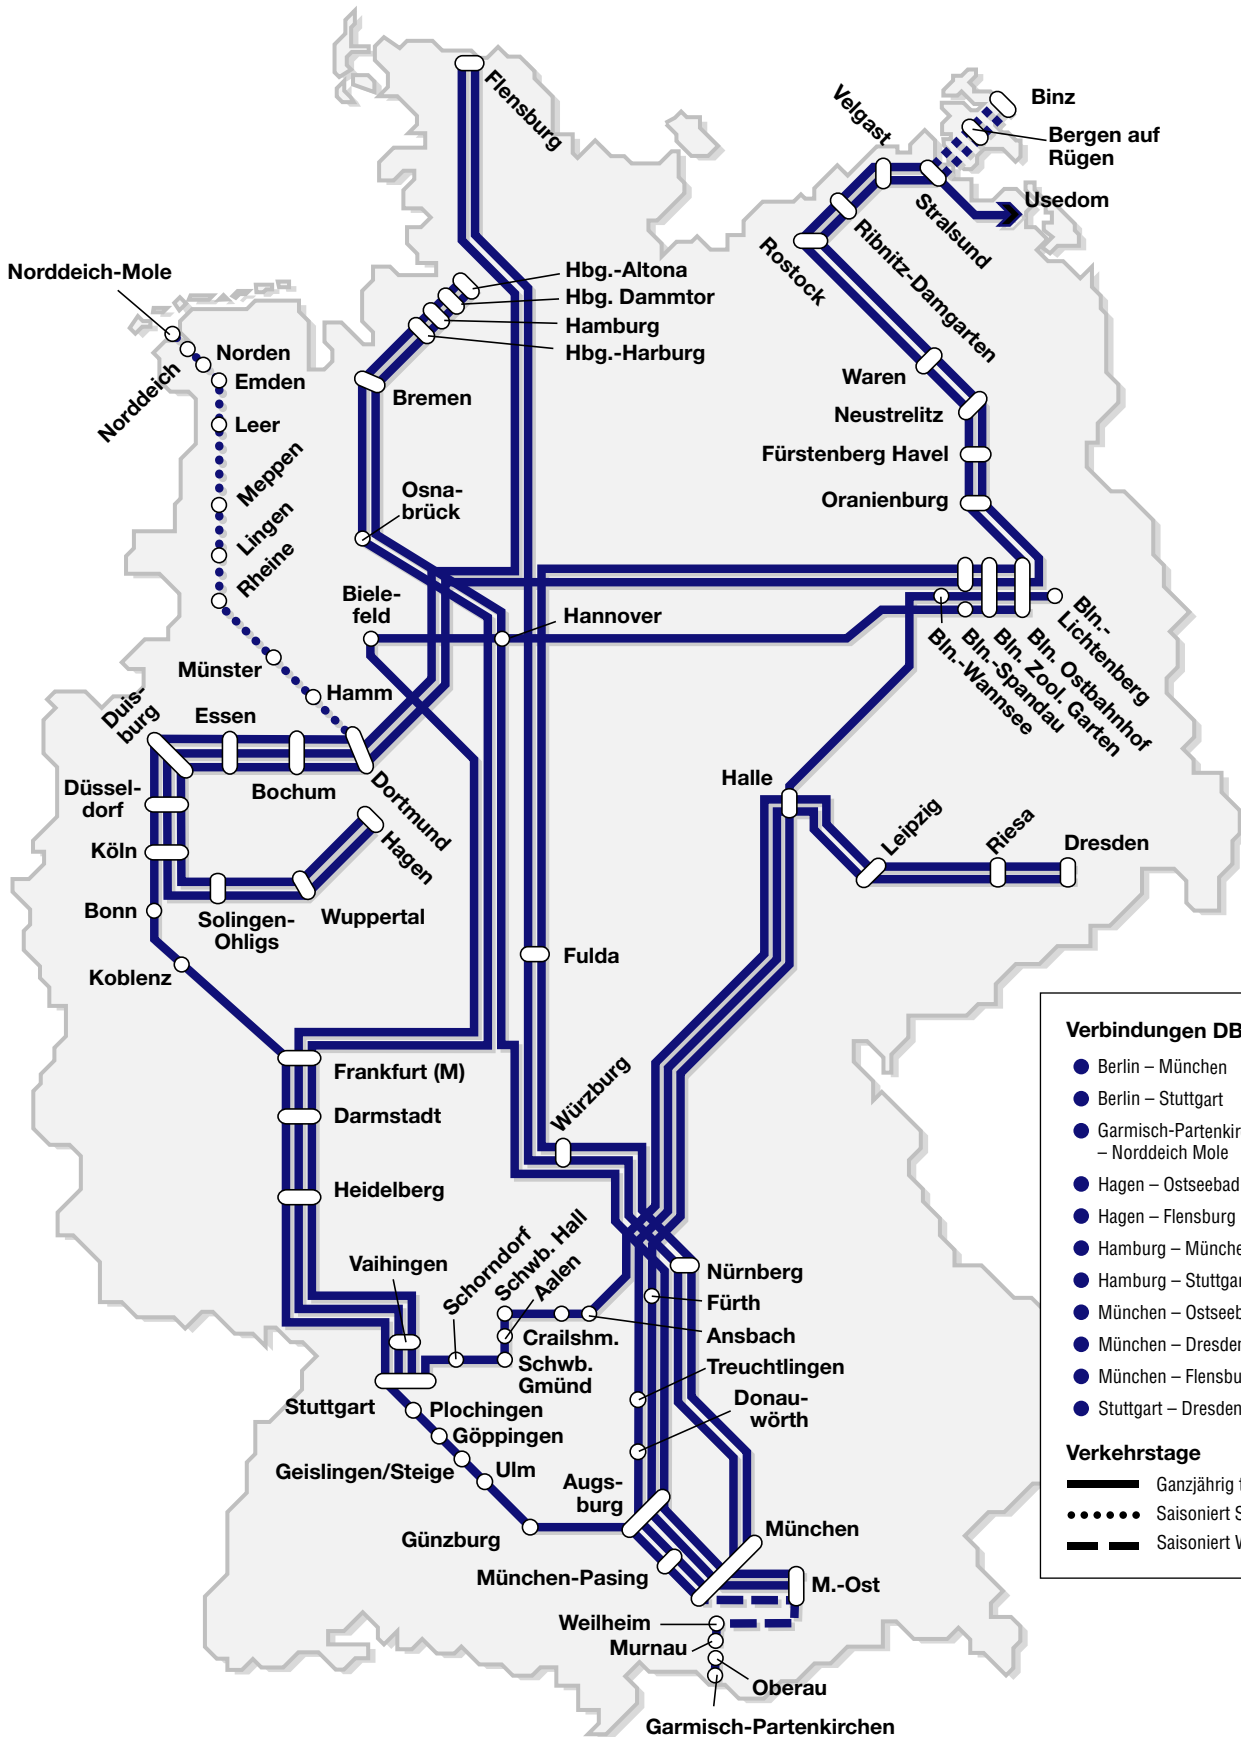 Flensburg
Velgast
Binz
Bergen auf
Rügen
Usedom
Stralsund
Ribnitz-Damgarten
Rostock
Norddeich-Mole
Hbg.-Altona
Hbg. Dammtor
Hamburg
Hbg.-Harburg
Norden
Norddeich
Emden
Bremen
Waren
Leer
Neustrelitz
Meppen
Fürstenberg Havel
Osna-
brück
Oranienburg
Lingen
Rheine
Biele-
feld
Hannover
Bln.-
Lichtenberg
Bln. Ostbahnhof
Bln. Zool. Garten
Bln.-Spandau
Bln.-Wannsee
Münster
Hamm
Duis-
burg
Essen
Bochum
Dortmund
Düssel-
dorf
Halle
Köln
Hagen
Leipzig
Riesa
Dresden
Bonn
Solingen-
Ohligs
Wuppertal
Koblenz
Fulda
Frankfurt (M)
Würzburg
Darmstadt
Heidelberg
Vaihingen
Schorndorf
Schwb. Hall
Aalen
Nürnberg
Fürth
Crailshm.
Ansbach
Schwb.
Gmünd
Treuchtlingen
Donau-
wörth
Stuttgart
Plochingen
Göppingen
Geislingen/Steige
Ulm
Augs-
burg
Günzburg
München
München-Pasing
M.-Ost
Weilheim
Murnau
Oberau
Garmisch-Partenkirchen
Verbindungen DB
Berlin – München
Berlin – Stuttgart
Garmisch-Partenkir
– Norddeich Mole
Hagen – Ostseebad
Hagen – Flensburg
Hamburg – Münche
Hamburg – Stuttgar
München – Ostseeb
München – Dresden
München – Flensbu
Stuttgart – Dresden
Verkehrstage
Ganzjährig t
Saisoniert S
Saisoniert V